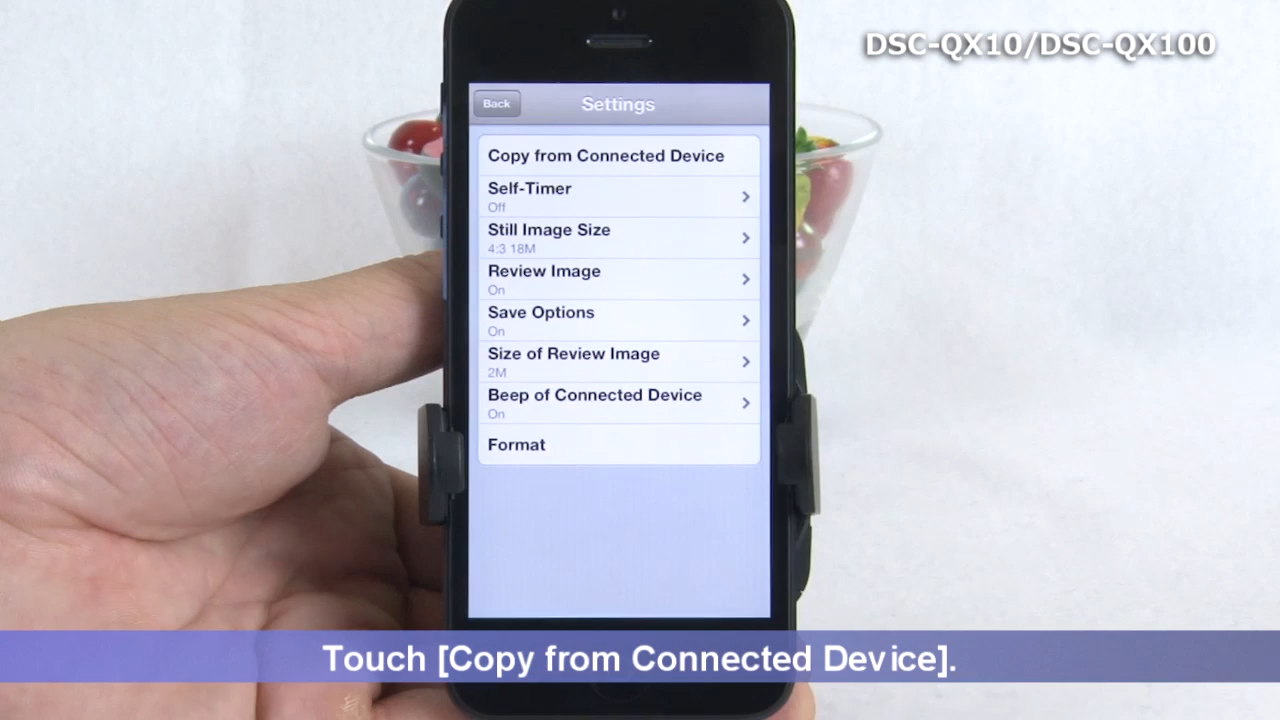 DSC-QX10/DSC-QX100
Back
Settings
Copy from Connected Device
Self-Timer
Off
Still Image Size
4:3 18M
Review Image
On
Save Options
On
Size of Review Image
2M
Beep of Connected Device
On
Format
Touch [Copy from Connected Device].